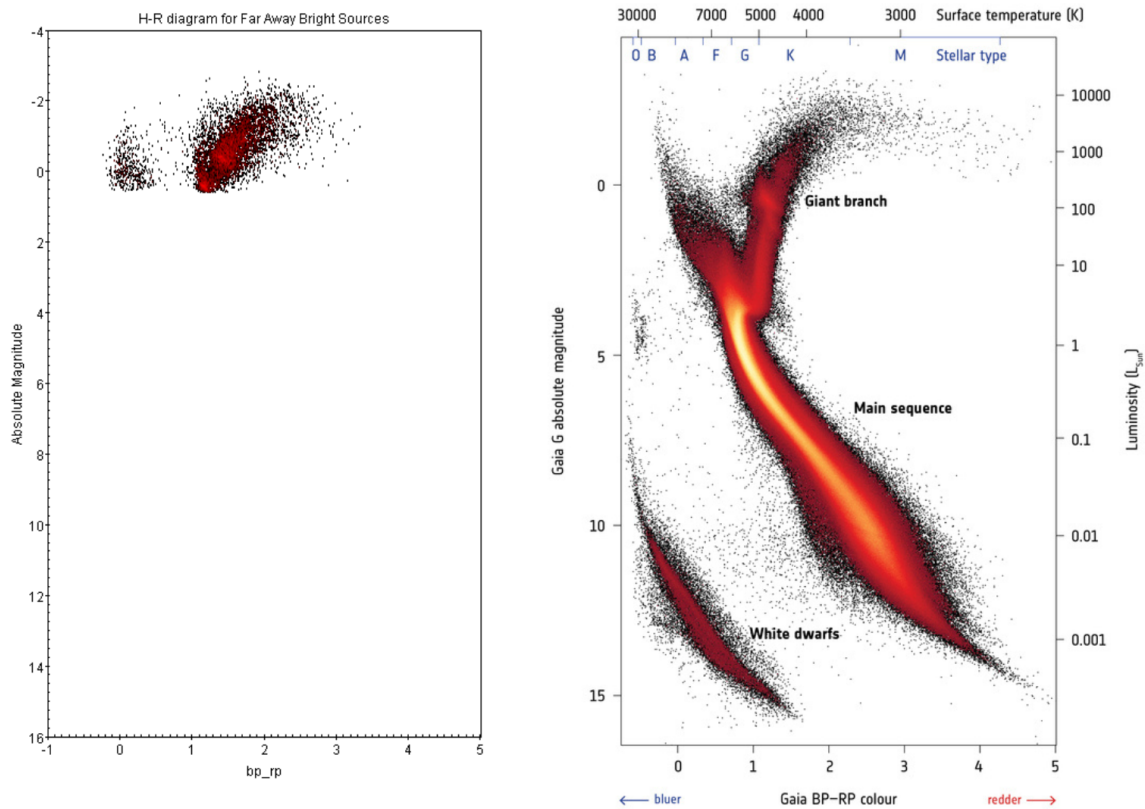 H-R diagram for Far Away Bright Sources
-4
-2
0
2
4
6
8
10
12
14
16
-1 0 1 2 3 4 5
Absolute Magnitude
bp_rp
30000 7000 5000 4000 3000 Surface temperature (K)
O B A F G K M Stellar type
0
5
10
15
Gaia G absolute magnitude
Giant branch
Main sequence
White dwarfs
10000
1000
100
10
1
0.1
0.01
0.001
Luminosity (LSun)
0 1 2 3 4 5
← bluer Gaia BP–RP colour redder →